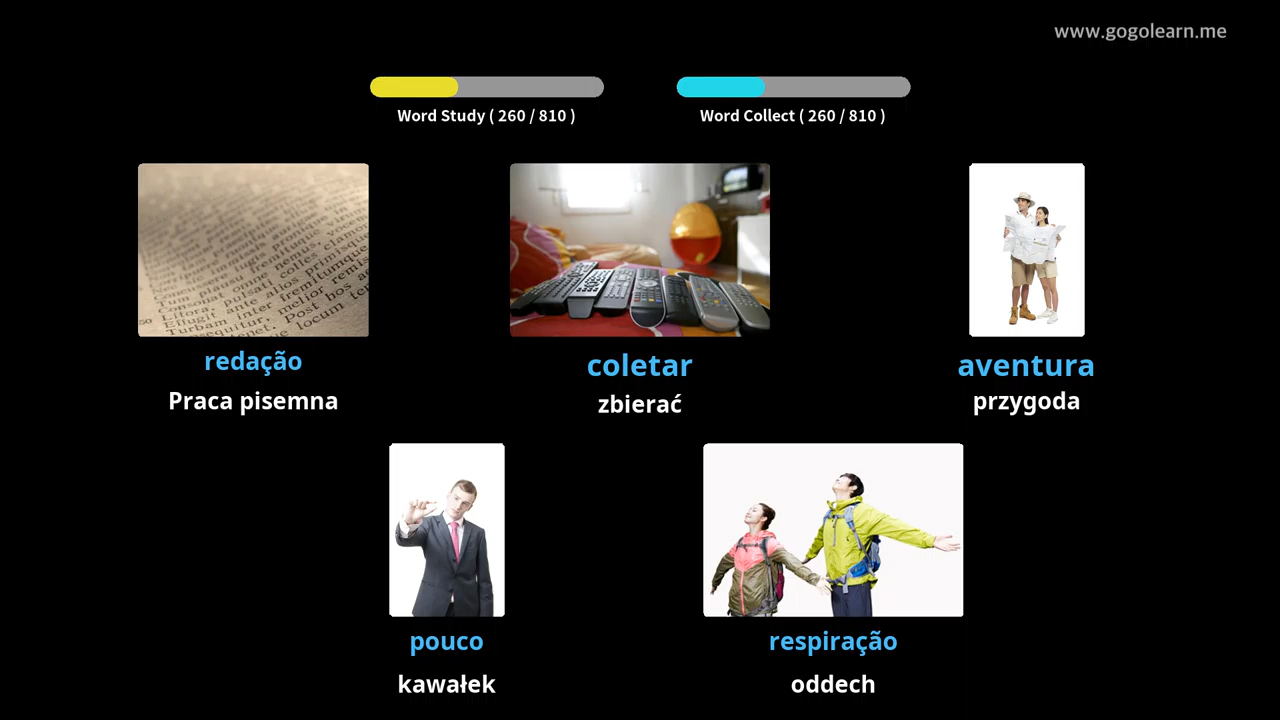 www.gogolearn.me
Word Study ( 260 / 810 )
Word Collect ( 260 / 810 )
redação
Praca pisemna
coletar
zbierać
aventura
przygoda
pouco
kawałek
respiração
oddech